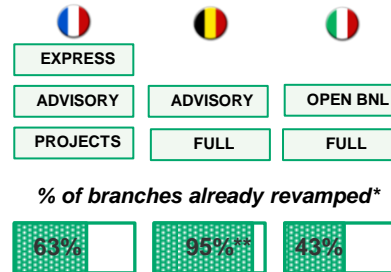 EXPRESS
ADVISORY ADVISORY OPEN BNL
PROJECTS FULL FULL
% of branches already revamped*
63% 95%** 43%